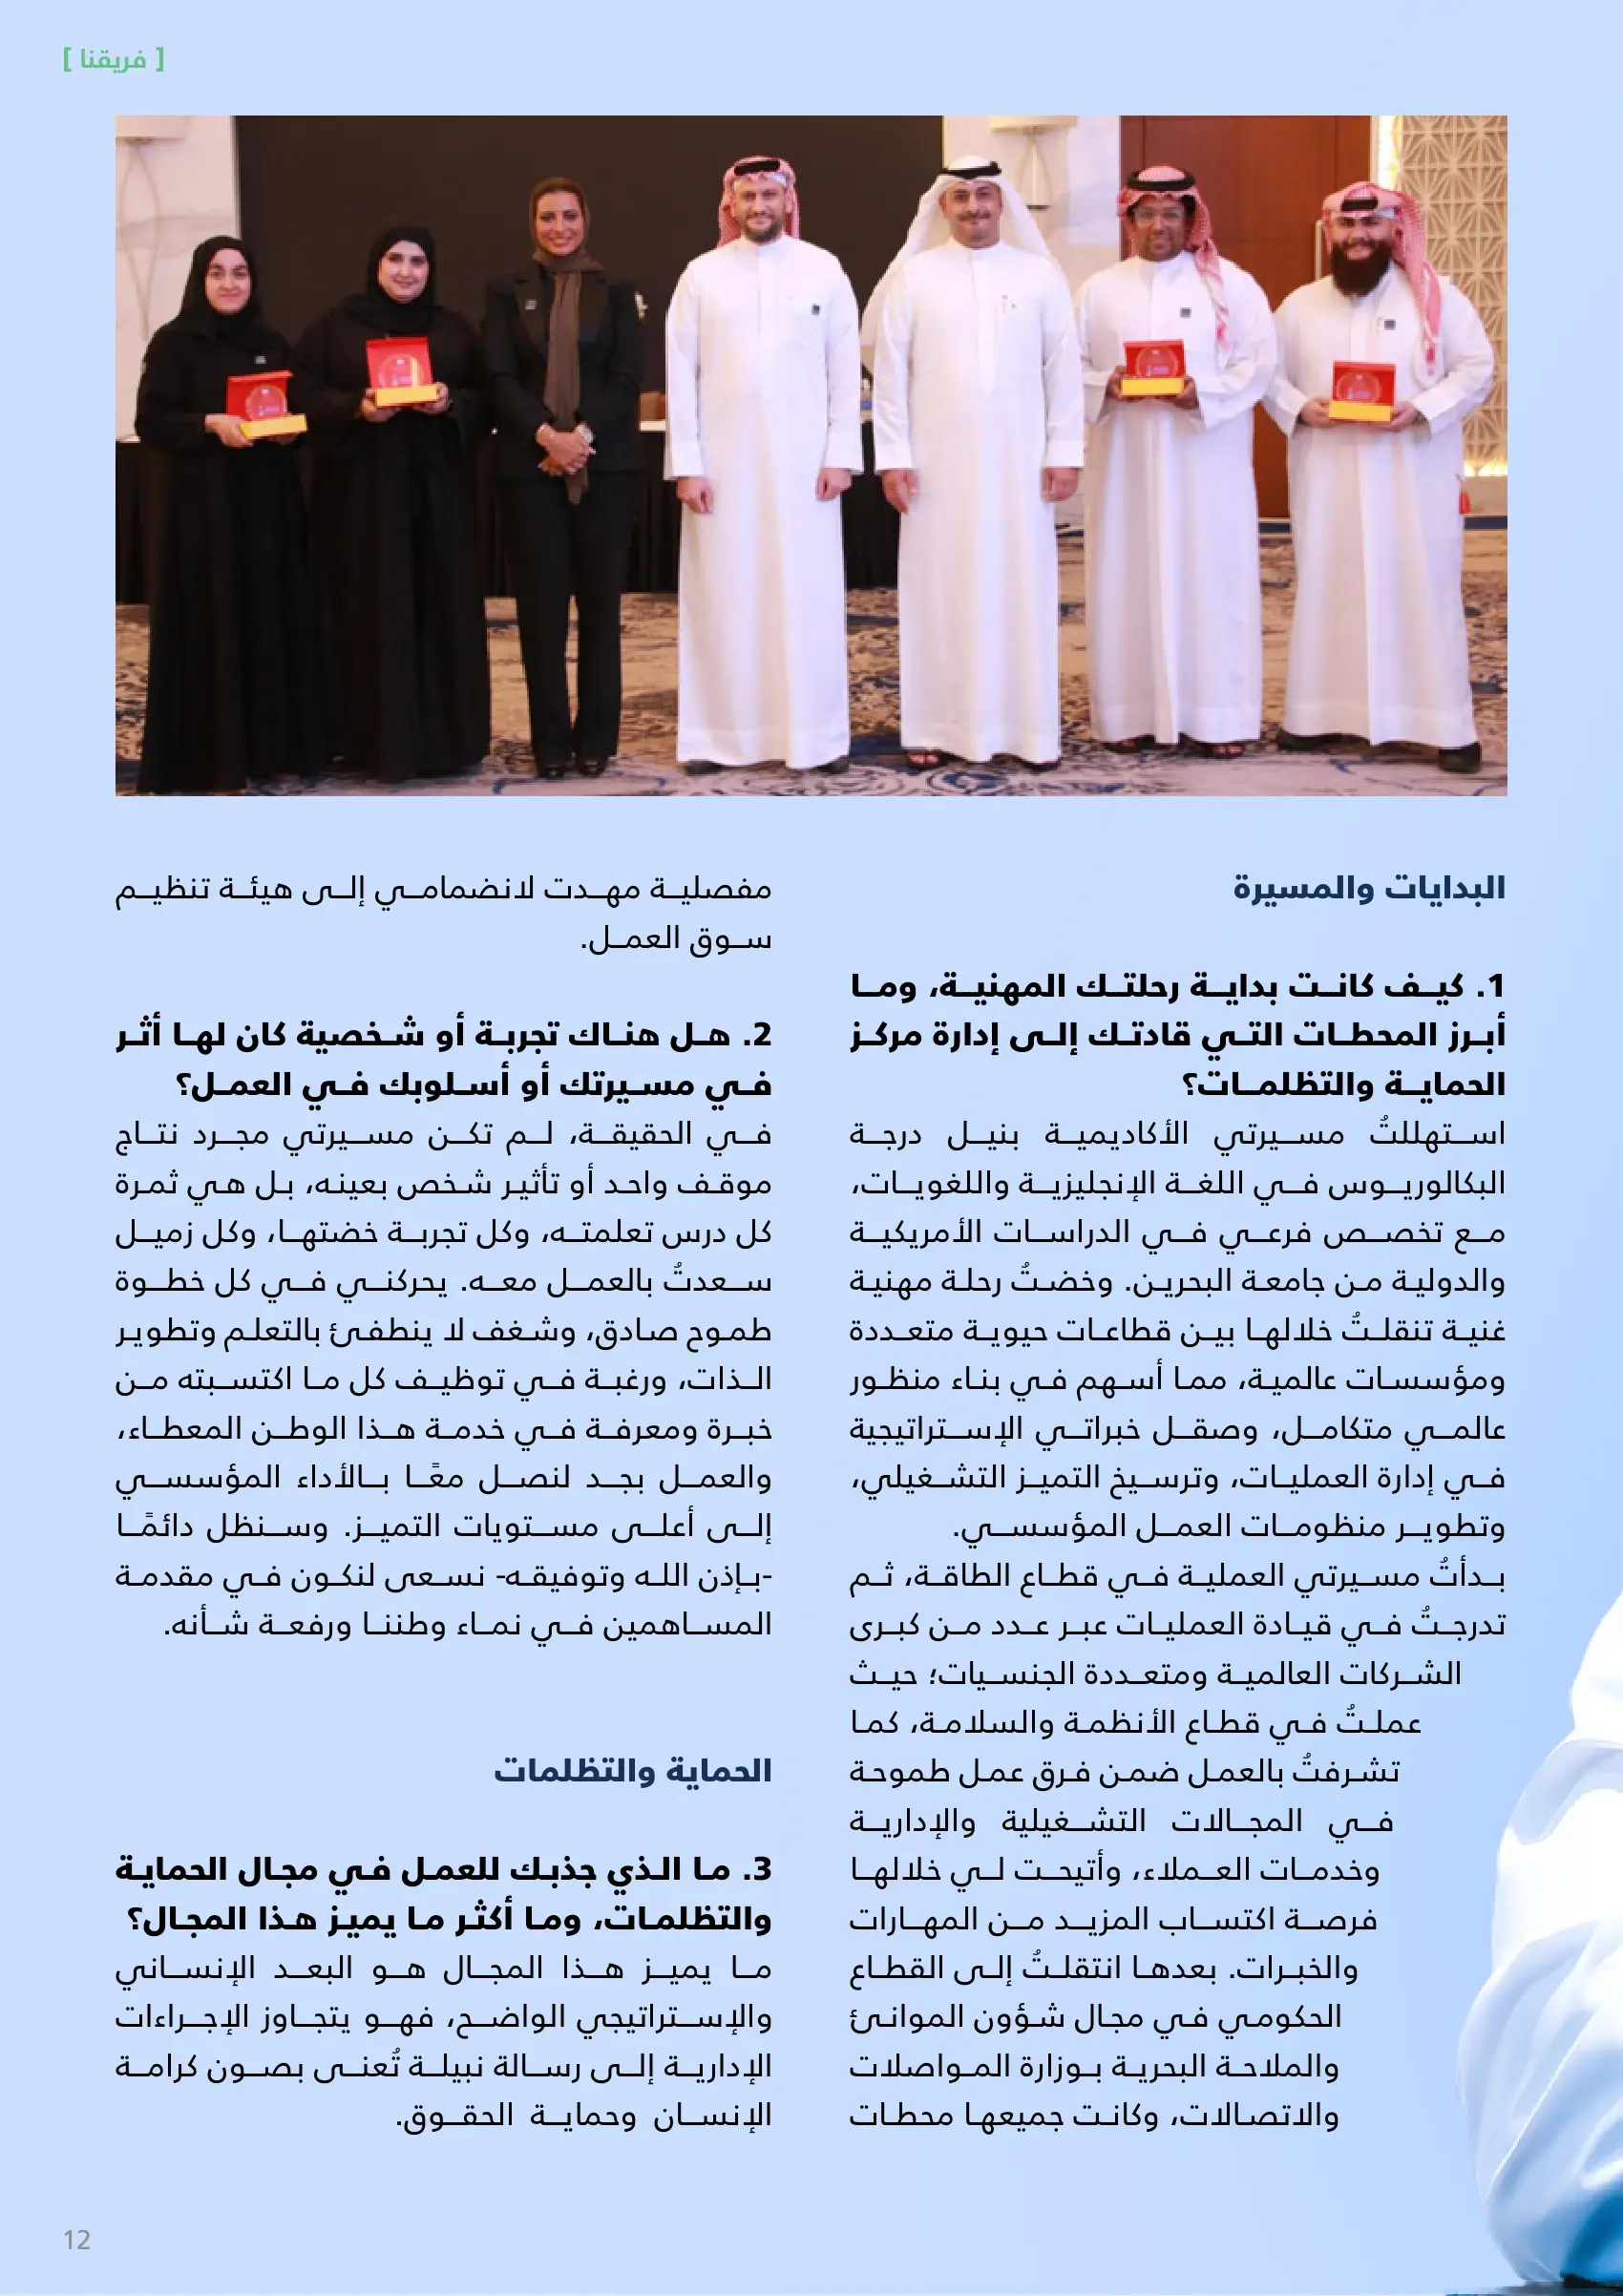 [ فريقنا ]
البدايات والمسيرة
1. كيف كانت بداية رحلتك المهنية، وما
أبرز المحطات التي قادتك إلى إدارة مركز
الحماية والتظلمات؟
استهللتُ مسيرتي الأكاديمية بنيل درجة
البكالوريوس في اللغة الإنجليزية واللغويات،
مع تخصص فرعي في الدراسات الأمريكية
والدولية من جامعة البحرين. وخضتُ رحلة مهنية
غنية تنقلتُ خلالها بين قطاعات حيوية متعددة
ومؤسسات عالمية، مما أسهم في بناء منظور
عالمي متكامل، وصقل خبراتي الإستراتيجية
في إدارة العمليات، وترسيخ التميز التشغيلي،
وتطوير منظومات العمل المؤسسي.
بدأتُ مسيرتي العملية في قطاع الطاقة، ثم
تدرجتُ في قيادة العمليات عبر عدد من كبرى
الشركات العالمية ومتعددة الجنسيات؛ حيث
عملتُ في قطاع الأنظمة والسلامة، كما
تشرفتُ بالعمل ضمن فرق عمل طموحة
في المجالات التشغيلية والإدارية
وخدمات العملاء، وأتيحت لي خلالها
فرصة اكتساب المزيد من المهارات
والخبرات. بعدها انتقلتُ إلى القطاع
الحكومي في مجال شؤون الموانئ
والملاحة البحرية بوزارة المواصلات
والاتصالات، وكانت جميعها محطات
مفصلية مهدت لانضمامي إلى هيئة تنظيم
سوق العمل.
2. هل هناك تجربة أو شخصية كان لها أثر
في مسيرتك أو أسلوبك في العمل؟
في الحقيقة، لم تكن مسيرتي مجرد نتاج
موقف واحد أو تأثير شخص بعينه، بل هي ثمرة
كل درس تعلمته، وكل تجربة خضتها، وكل زميل
سعدتُ بالعمل معه. يحركني في كل خطوة
طموح صادق، وشغف لا ينطفئ بالتعلم وتطوير
الذات، ورغبة في توظيف كل ما اكتسبته من
خبرة ومعرفة في خدمة هذا الوطن المعطاء،
والعمل بجد لنصل معًا بالأداء المؤسسي
إلى أعلى مستويات التميز. وسنظل دائمًا
-بإذن الله وتوفيقه- نسعى لنكون في مقدمة
المساهمين في نماء وطننا ورفعة شأنه.
الحماية والتظلمات
3. ما الذي جذبك للعمل في مجال الحماية
والتظلمات، وما أكثر ما يميز هذا المجال؟
ما يميز هذا المجال هو البعد الإنساني
والإستراتيجي الواضح، فهو يتجاوز الإجراءات
الإدارية إلى رسالة نبيلة تُعنى بصون كرامة
الإنسان وحماية الحقوق.
12